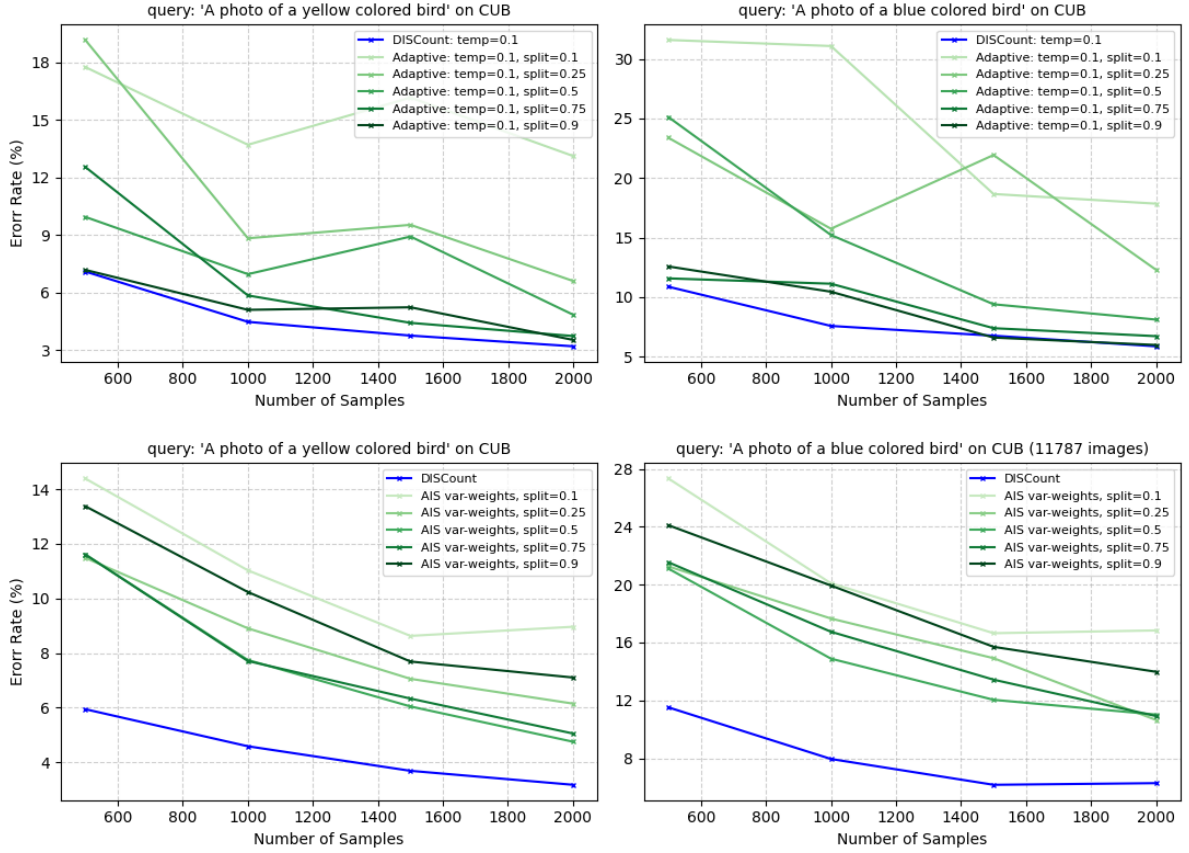 query: 'A photo of a yellow colored bird' on CUB
Erorr Rate (%)
18
15
12
9
6
3
DISCount: temp=0.1
Adaptive: temp=0.1, split=0.1
Adaptive: temp=0.1, split=0.25
Adaptive: temp=0.1, split=0.5
Adaptive: temp=0.1, split=0.75
Adaptive: temp=0.1, split=0.9
600 800 1000 1200 1400 1600 1800 2000
Number of Samples
query: 'A photo of a blue colored bird' on CUB
30
25
20
15
10
5
DISCount: temp=0.1
Adaptive: temp=0.1, split=0.1
Adaptive: temp=0.1, split=0.25
Adaptive: temp=0.1, split=0.5
Adaptive: temp=0.1, split=0.75
Adaptive: temp=0.1, split=0.9
600 800 1000 1200 1400 1600 1800 2000
Number of Samples
query: 'A photo of a yellow colored bird' on CUB
Erorr Rate (%)
14
12
10
8
6
4
DISCount
AIS var-weights, split=0.1
AIS var-weights, split=0.25
AIS var-weights, split=0.5
AIS var-weights, split=0.75
AIS var-weights, split=0.9
600 800 1000 1200 1400 1600 1800 2000
Number of Samples
query: 'A photo of a blue colored bird' on CUB (11787 images)
28
24
20
16
12
8
DISCount
AIS var-weights, split=0.1
AIS var-weights, split=0.25
AIS var-weights, split=0.5
AIS var-weights, split=0.75
AIS var-weights, split=0.9
600 800 1000 1200 1400 1600 1800 2000
Number of Samples